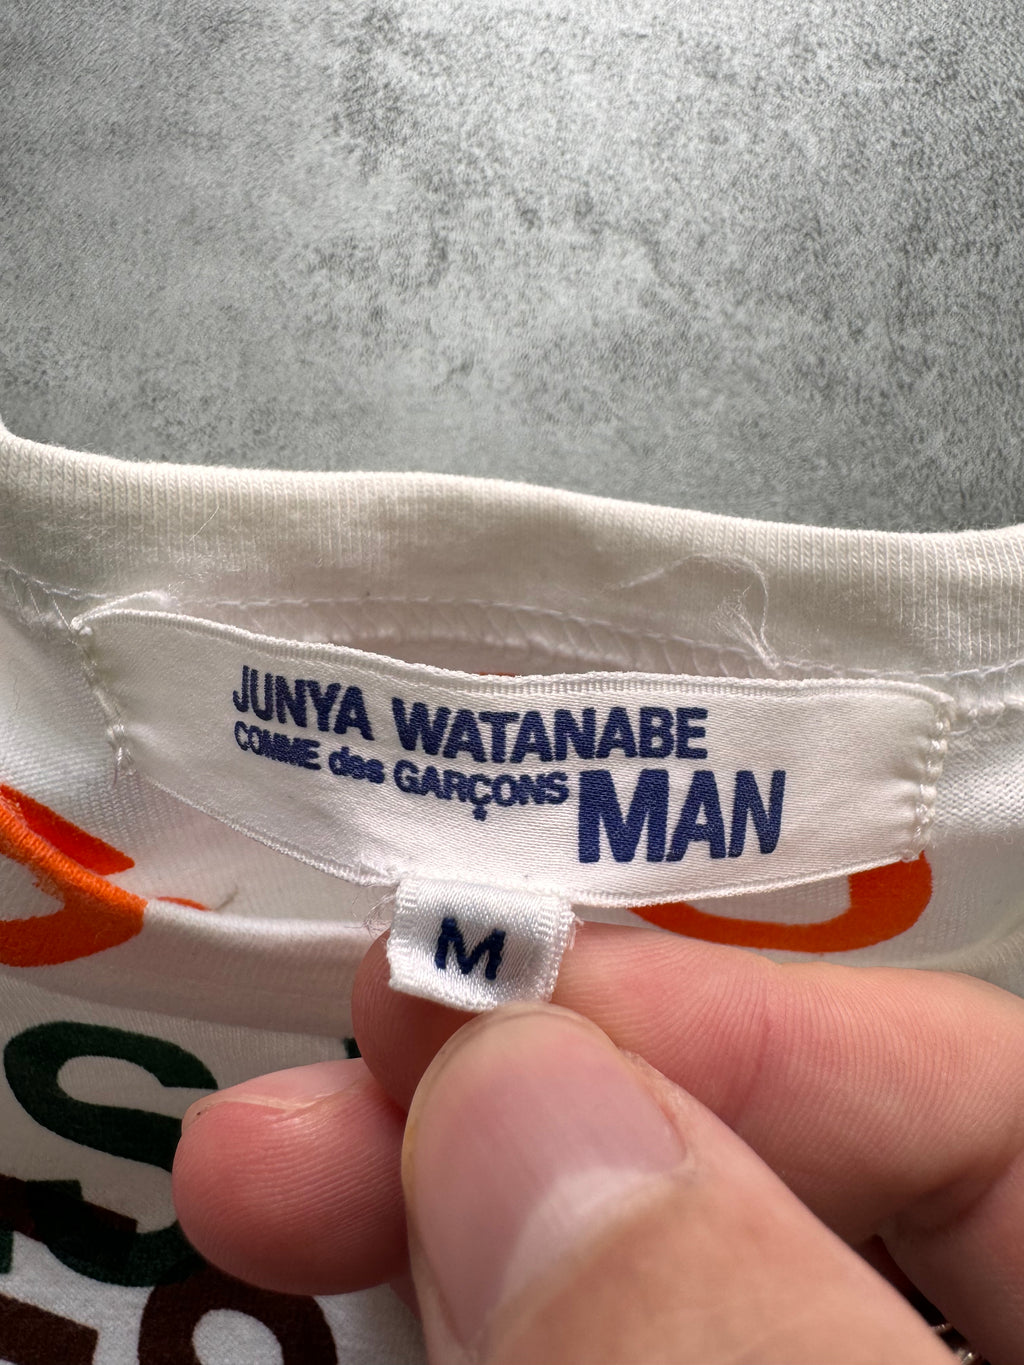 JUNYA WATANABE
COMME des GARÇONS MAN
M
S